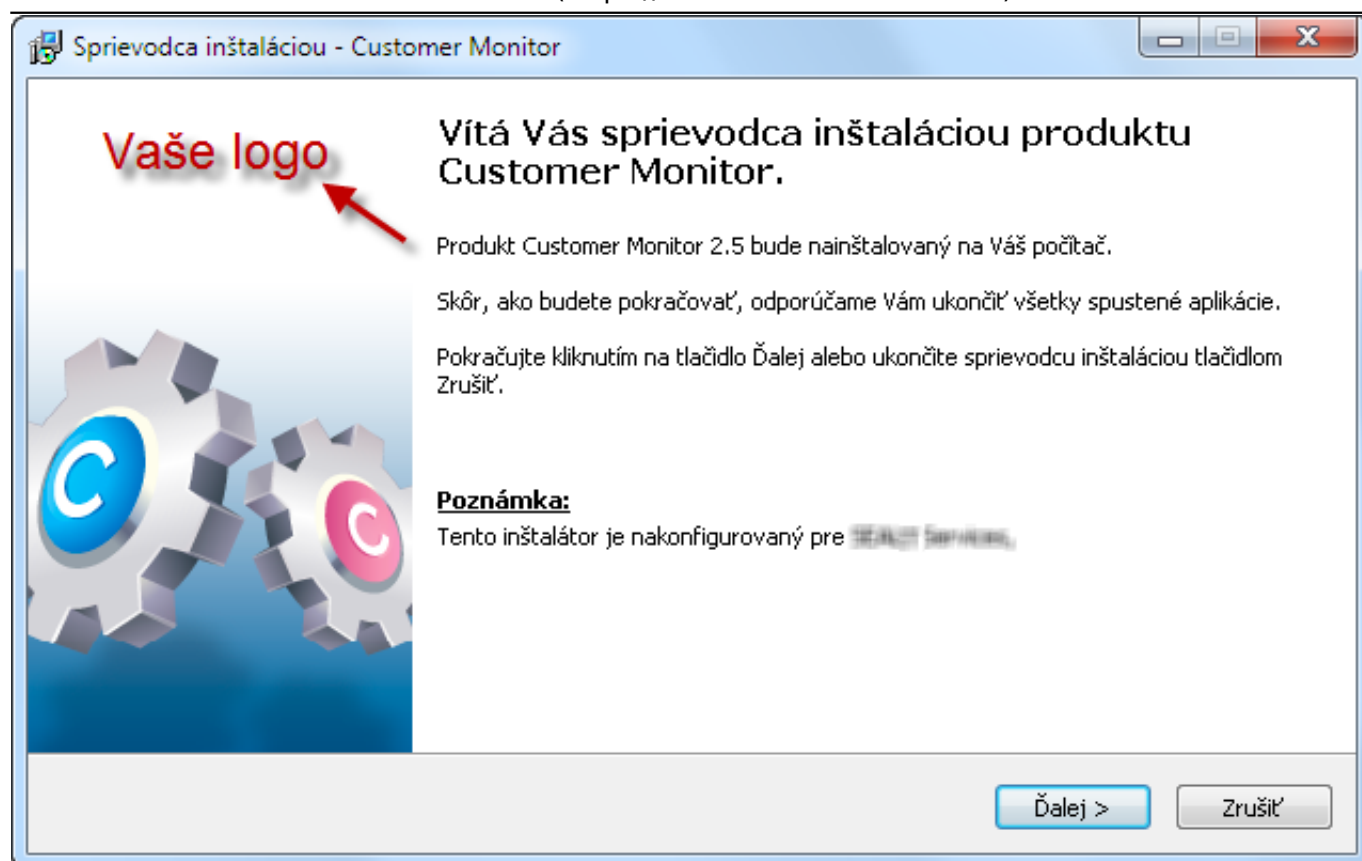 Sprievodca inštaláciou - Customer Monitor
Vaše logo
Vítá Vás sprievodca inštaláciou produktu
Customer Monitor.
Produkt Customer Monitor 2.5 bude nainštalovaný na Váš počítač.
Skôr, ako budete pokračovať, odporúčame Vám ukončiť všetky spustené aplikácie.
Pokračujte kliknutím na tlačidlo Ďalej alebo ukončite sprievodcu inštaláciou tlačidlom
Zrušiť.
C
C
Poznámka:
Tento inštalátor je nakonfigurovaný pre
Ďalej >
Zrušiť